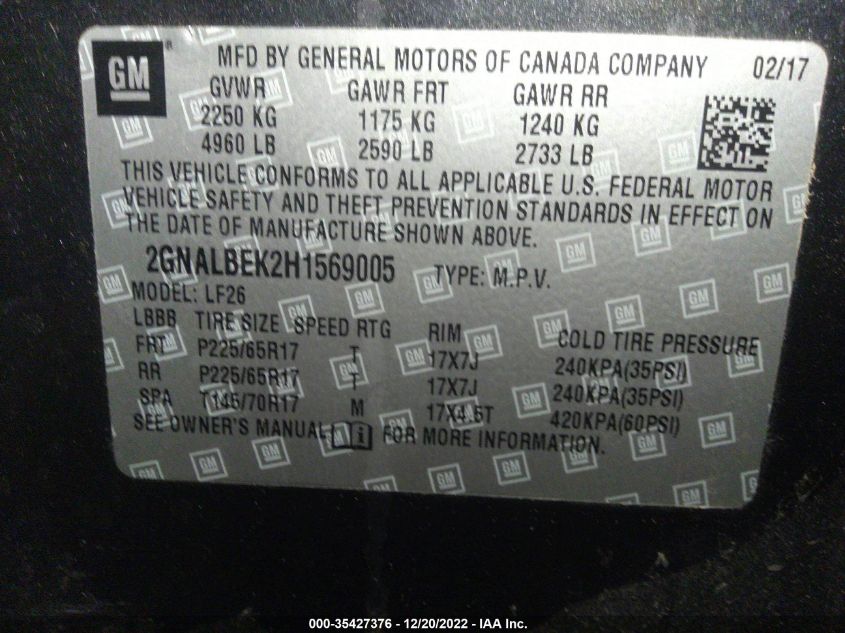 GM ® MFD BY GENERAL MOTORS OF CANADA COMPANY 02/17
GVWR GAWR FRT GAWR RR
2250 KG 1175 KG 1240 KG
4960 LB 2590 LB 2733 LB
THIS VEHICLE CONFORMS TO ALL APPLICABLE U.S. FEDERAL MOTOR
VEHICLE SAFETY AND THEFT PREVENTION STANDARDS IN EFFECT ON
THE DATE OF MANUFACTURE SHOWN ABOVE.
2GNALBEK2H1569005 TYPE: M.P.V.
MODEL: LF26
LBBB TIRE SIZE SPEED RTG RIM COLD TIRE PRESSURE
FRT P225/65R17 T 17X7J 240KPA(35PSI)
RR P225/65R17 T 17X7J 240KPA(35PSI)
SPA T145/70R17 M 17X4.5T 420KPA(60PSI)
SEE OWNER'S MANUAL i FOR MORE INFORMATION.
000-35427376 - 12/20/2022 - IAA Inc.